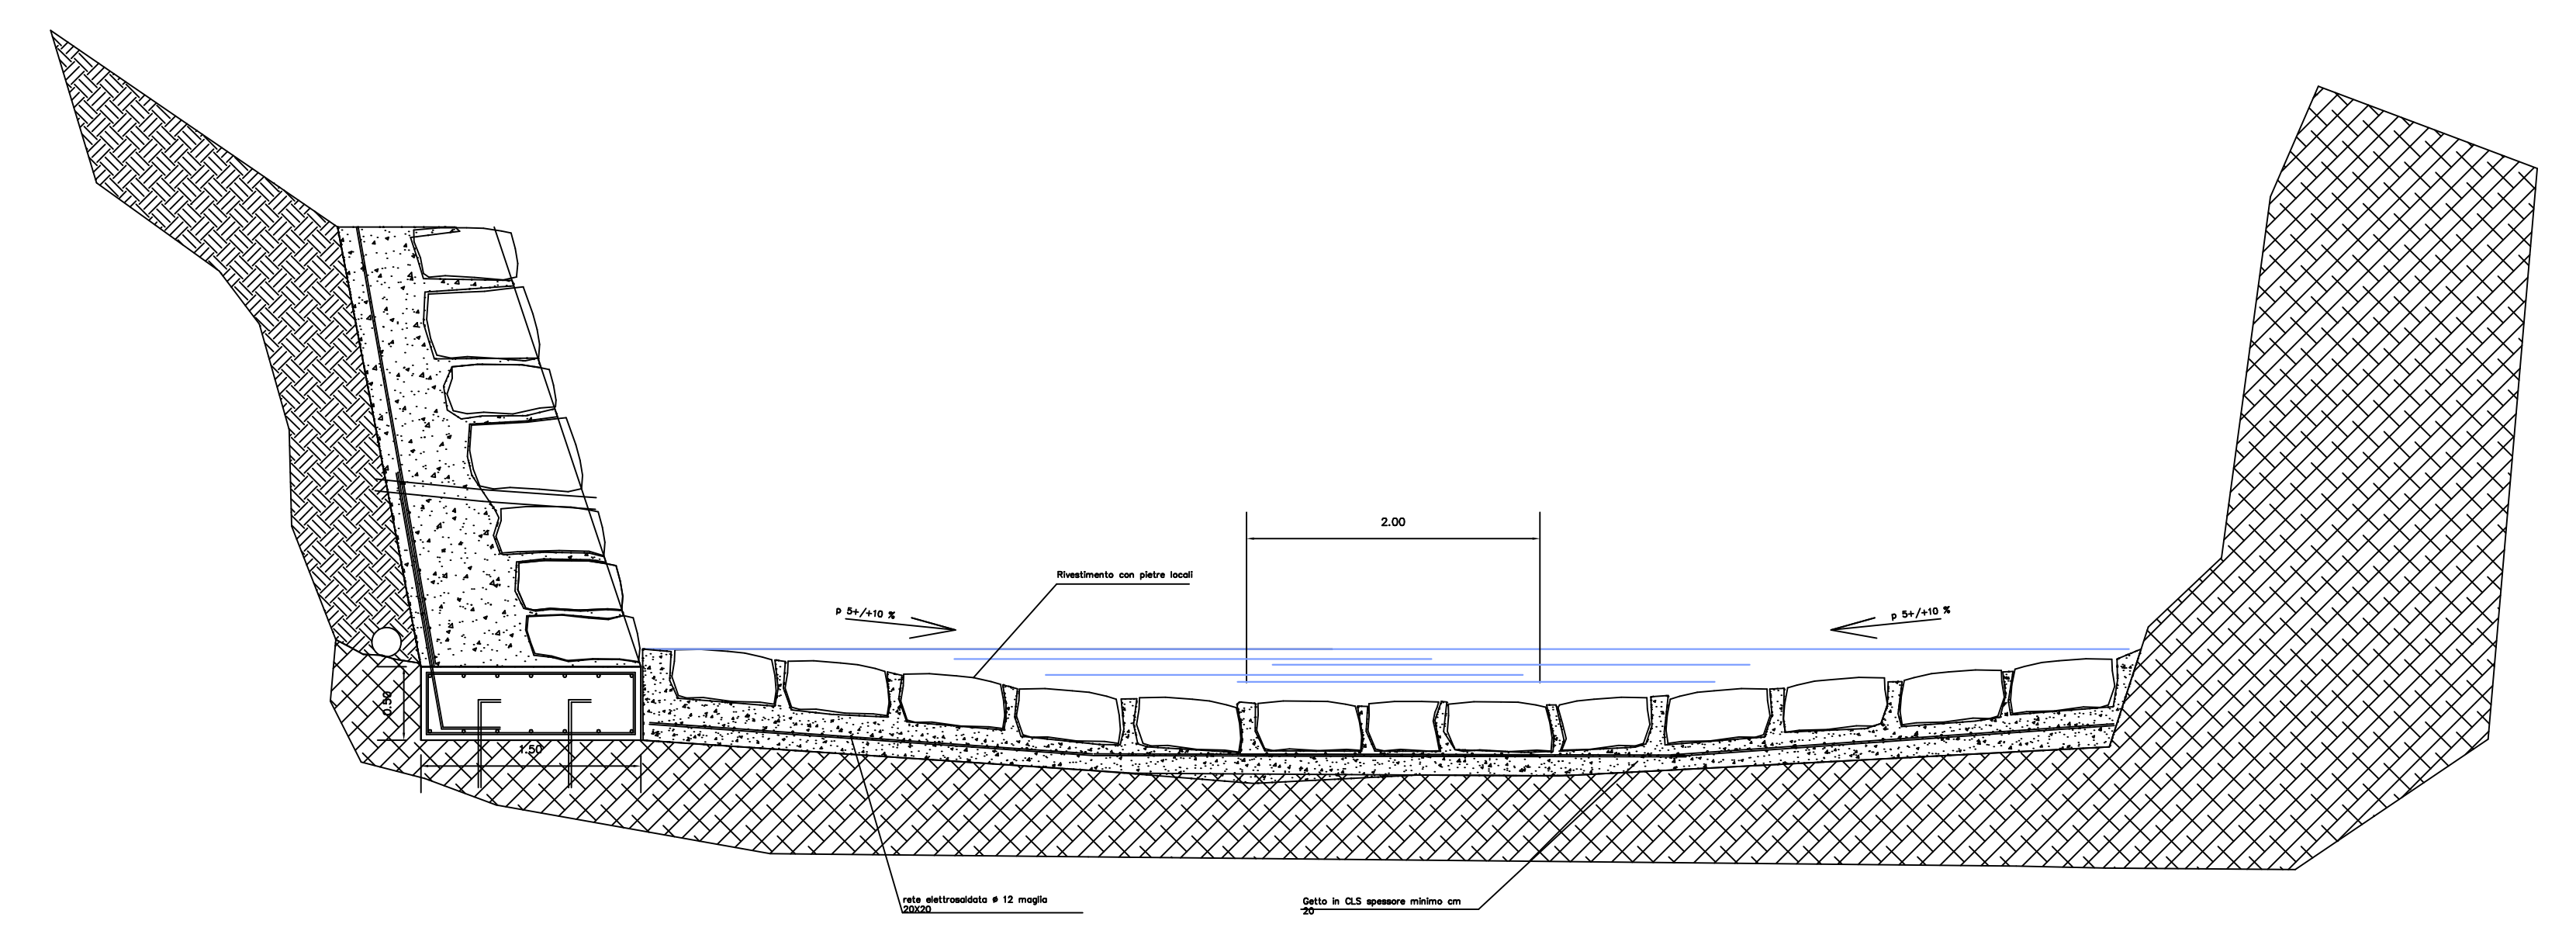 2.00
Rivestimento con pietre locali
p 5+/+10 %
p 5+/+10 %
0.50
1.50
rete elettrosaldata ø 12 maglia
20X20
Getto in CLS spessore minimo cm
20